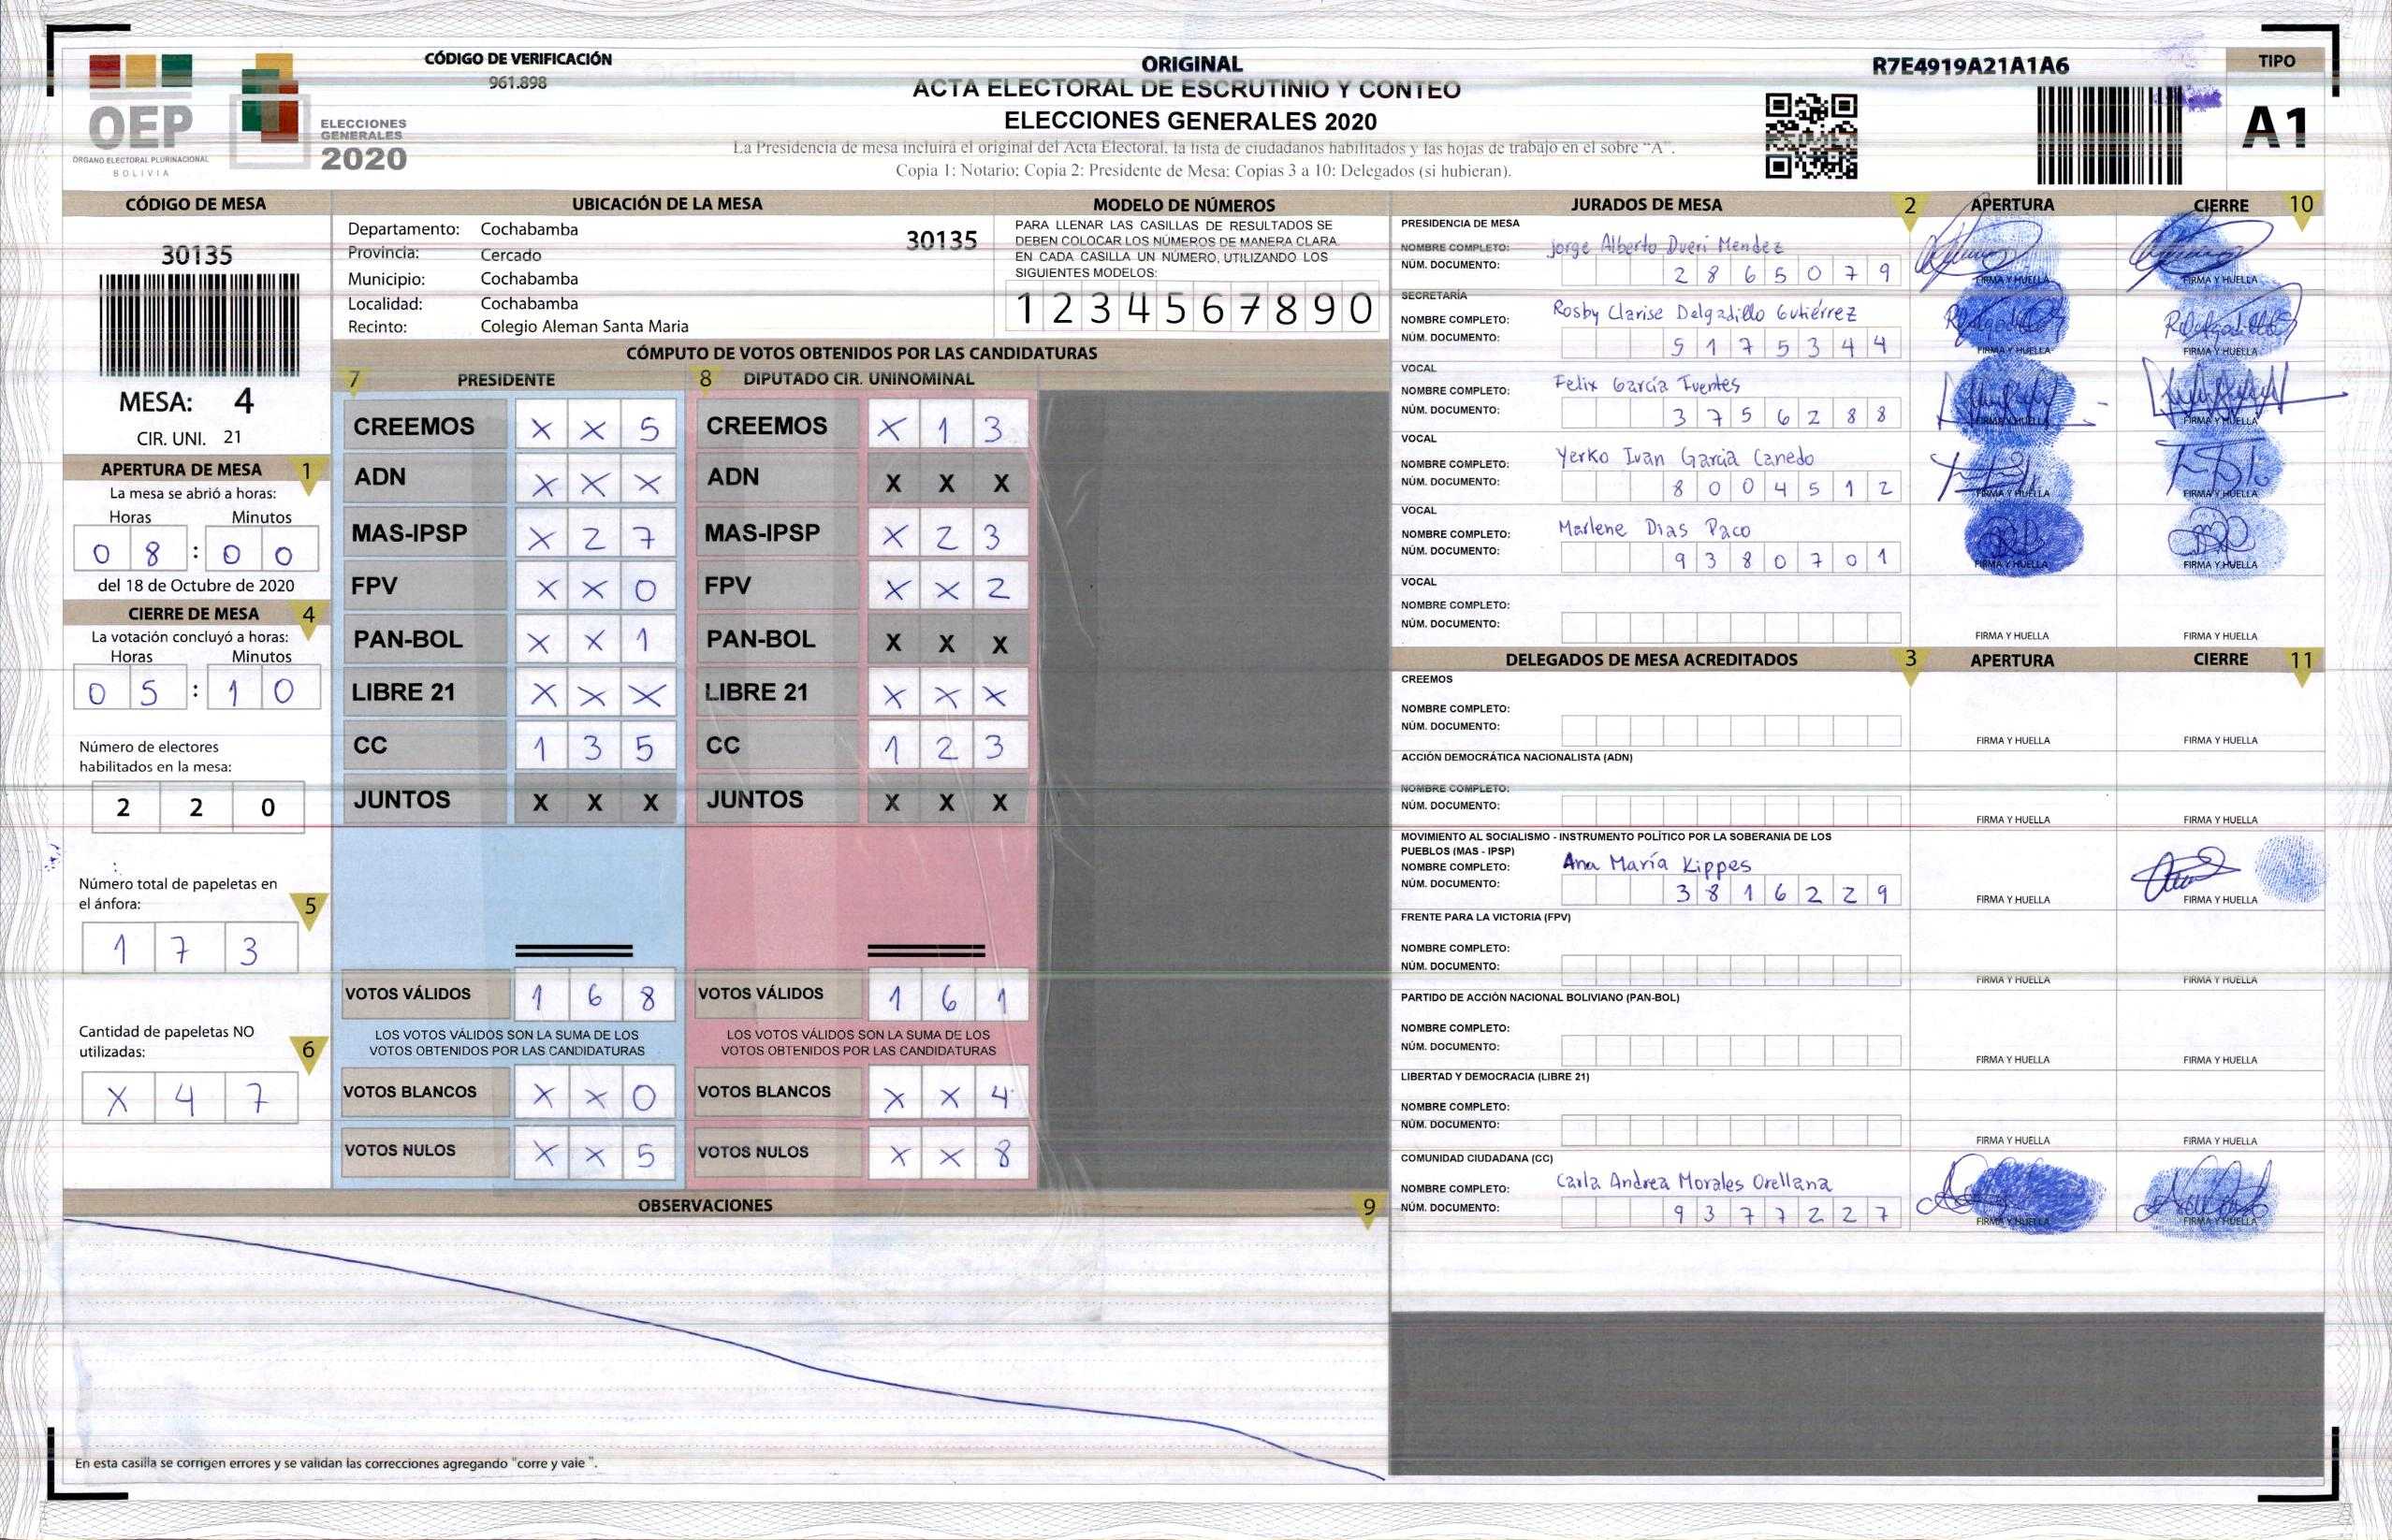 OEP
ÓRGANO ELECTORAL PLURINACIONAL
BOLIVIA
ELECCIONES
GENERALES
2020
CÓDIGO DE VERIFICACIÓN
961.898
ORIGINAL
ACTA ELECTORAL DE ESCRUTINIO Y CONTEO
ELECCIONES GENERALES 2020
La Presidencia de mesa incluirá el original del Acta Electoral, la lista de ciudadanos habilitados y las hojas de trabajo en el sobre “A”.
Copia 1: Notario; Copia 2: Presidente de Mesa; Copias 3 a 10: Delegados (si hubieran).
R7E4919A21A1A6
TIPO
A1
CÓDIGO DE MESA
30135
MESA: 4
CIR. UNI. 21
APERTURA DE MESA 1
La mesa se abrió a horas:
Horas Minutos
0 8 : 0 0
del 18 de Octubre de 2020
CIERRE DE MESA 4
La votación concluyó a horas:
Horas Minutos
0 5 : 1 0
Número de electores
habilitados en la mesa:
2 2 0
Número total de papeletas en
el ánfora: 5
1 7 3
Cantidad de papeletas NO
utilizadas: 6
X 4 7
UBICACIÓN DE LA MESA
Departamento: Cochabamba
30135
Provincia: Cercado
Municipio: Cochabamba
Localidad: Cochabamba
Recinto: Colegio Aleman Santa Maria
MODELO DE NÚMEROS
PARA LLENAR LAS CASILLAS DE RESULTADOS SE
DEBEN COLOCAR LOS NÚMEROS DE MANERA CLARA.
EN CADA CASILLA UN NÚMERO, UTILIZANDO LOS
SIGUIENTES MODELOS:
1 2 3 4 5 6 7 8 9 0
CÓMPUTO DE VOTOS OBTENIDOS POR LAS CANDIDATURAS
7 PRESIDENTE 8 DIPUTADO CIR. UNINOMINAL
CREEMOS X X 5 CREEMOS X 1 3
ADN X X X ADN X X X
MAS-IPSP X 2 7 MAS-IPSP X 2 3
FPV X X 0 FPV X X 2
PAN-BOL X X 1 PAN-BOL X X X
LIBRE 21 X X X LIBRE 21 X X X
CC 1 3 5 CC 1 2 3
JUNTOS X X X JUNTOS X X X
VOTOS VÁLIDOS 1 6 8 VOTOS VÁLIDOS 1 6 1
LOS VOTOS VÁLIDOS SON LA SUMA DE LOS LOS VOTOS VÁLIDOS SON LA SUMA DE LOS
VOTOS OBTENIDOS POR LAS CANDIDATURAS VOTOS OBTENIDOS POR LAS CANDIDATURAS
VOTOS BLANCOS X X 0 VOTOS BLANCOS X X 4
VOTOS NULOS X X 5 VOTOS NULOS X X 8
OBSERVACIONES 9
En esta casilla se corrigen errores y se validan las correcciones agregando "corre y vale ".
JURADOS DE MESA 2 APERTURA CIERRE 10
PRESIDENCIA DE MESA
NOMBRE COMPLETO: Jorge Alberto Dueri Mendez
NÚM. DOCUMENTO: 2 8 6 5 0 7 9
FIRMA Y HUELLA FIRMA Y HUELLA
SECRETARÍA
NOMBRE COMPLETO: Rosby Clarise Delgadillo Gutiérrez
NÚM. DOCUMENTO: 5 1 7 5 3 4 4
FIRMA Y HUELLA FIRMA Y HUELLA
VOCAL
NOMBRE COMPLETO: Felix García Fuentes
NÚM. DOCUMENTO: 3 7 5 6 2 8 8
FIRMA Y HUELLA FIRMA Y HUELLA
VOCAL
NOMBRE COMPLETO: Yerko Ivan Garcia Canedo
NÚM. DOCUMENTO: 8 0 0 4 5 1 2
FIRMA Y HUELLA FIRMA Y HUELLA
VOCAL
NOMBRE COMPLETO: Marlene Dias Paco
NÚM. DOCUMENTO: 9 3 8 0 7 0 1
FIRMA Y HUELLA FIRMA Y HUELLA
VOCAL
NOMBRE COMPLETO:
NÚM. DOCUMENTO:
FIRMA Y HUELLA FIRMA Y HUELLA
DELEGADOS DE MESA ACREDITADOS 3 APERTURA CIERRE 11
CREEMOS
NOMBRE COMPLETO:
NÚM. DOCUMENTO:
FIRMA Y HUELLA FIRMA Y HUELLA
ACCIÓN DEMOCRÁTICA NACIONALISTA (ADN)
NOMBRE COMPLETO:
NÚM. DOCUMENTO:
FIRMA Y HUELLA FIRMA Y HUELLA
MOVIMIENTO AL SOCIALISMO - INSTRUMENTO POLÍTICO POR LA SOBERANIA DE LOS
PUEBLOS (MAS - IPSP)
NOMBRE COMPLETO: Ana María Kippes
NÚM. DOCUMENTO: 3 8 1 6 2 2 9
FIRMA Y HUELLA FIRMA Y HUELLA
FRENTE PARA LA VICTORIA (FPV)
NOMBRE COMPLETO:
NÚM. DOCUMENTO:
FIRMA Y HUELLA FIRMA Y HUELLA
PARTIDO DE ACCIÓN NACIONAL BOLIVIANO (PAN-BOL)
NOMBRE COMPLETO:
NÚM. DOCUMENTO:
FIRMA Y HUELLA FIRMA Y HUELLA
LIBERTAD Y DEMOCRACIA (LIBRE 21)
NOMBRE COMPLETO:
NÚM. DOCUMENTO:
FIRMA Y HUELLA FIRMA Y HUELLA
COMUNIDAD CIUDADANA (CC)
NOMBRE COMPLETO: Carla Andrea Morales Orellana
NÚM. DOCUMENTO: 9 3 7 7 2 2 7
FIRMA Y HUELLA FIRMA Y HUELLA